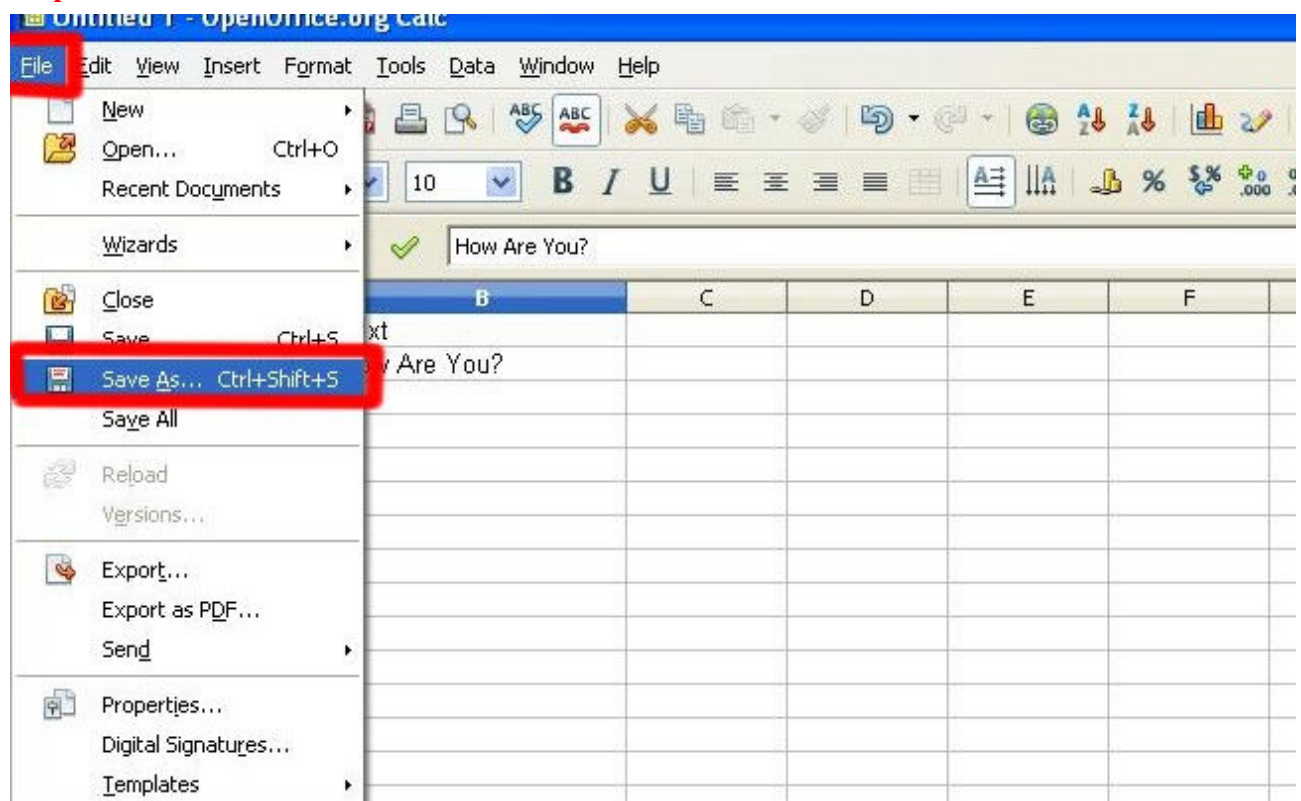 Untitled 1 - OpenOffice.org Calc
File Edit View Insert Format Tools Data Window Help
New
Open... Ctrl+O
Recent Documents
Wizards
Close
Save Ctrl+S
Save As... Ctrl+Shift+S
Save All
Reload
Versions...
Export...
Export as PDF...
Send
Properties...
Digital Signatures...
Templates
ABC ABC
10 B I U
How Are You?
B C D E F
xt
Are You?